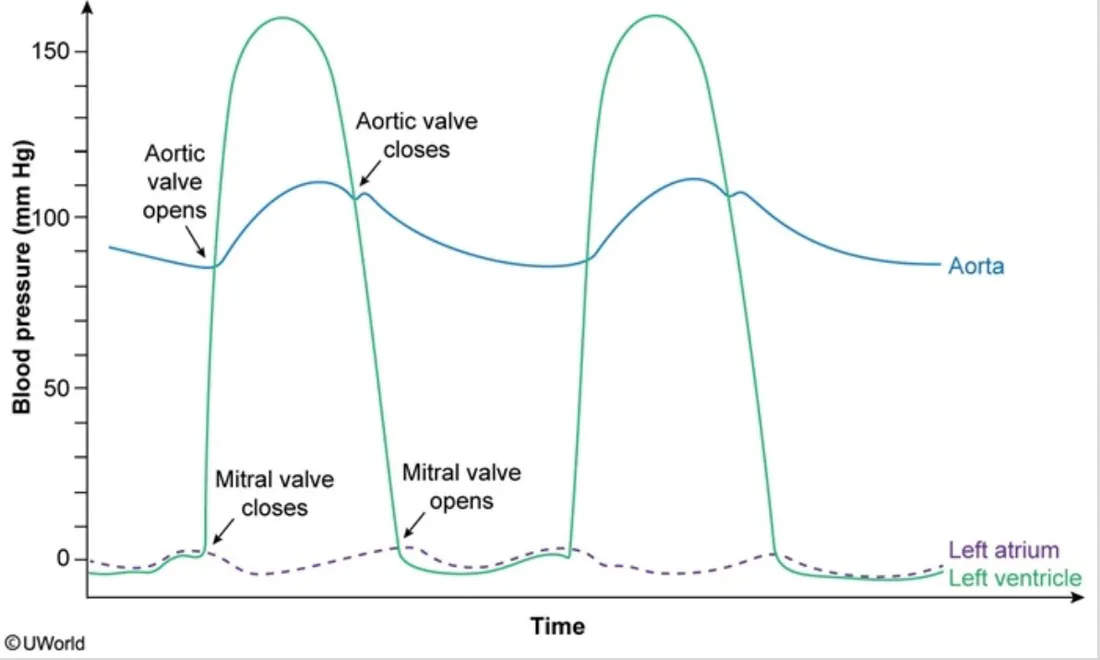 150
100
50
0
Blood pressure (mm Hg)
Aortic
valve
opens
Aortic valve
closes
Mitral valve
closes
Mitral valve
opens
Aorta
Left atrium
Left ventricle
Time
©UWorld